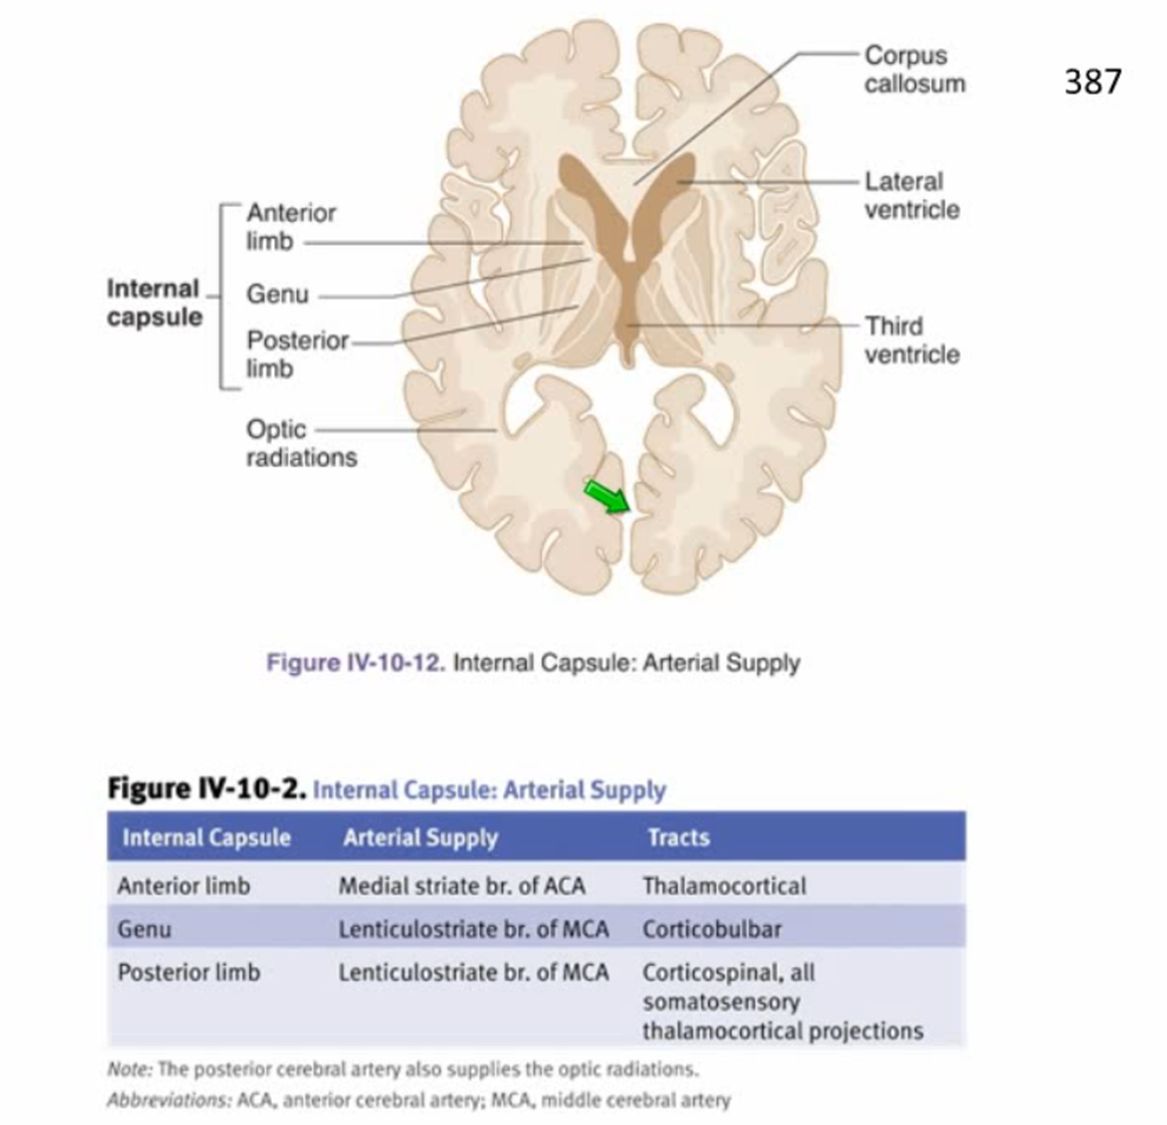 Corpus
callosum
387
Lateral
ventricle
Anterior
limb
Internal
capsule
Genu
Posterior
limb
Third
ventricle
Optic
radiations
Figure IV-10-12. Internal Capsule: Arterial Supply
Figure IV-10-2. Internal Capsule: Arterial Supply
Internal Capsule Arterial Supply Tracts
Anterior limb Medial striate br. of ACA Thalamocortical
Genu Lenticulostriate br. of MCA Corticobulbar
Posterior limb Lenticulostriate br. of MCA Corticospinal, all
somatosensory
thalamocortical projections
Note: The posterior cerebral artery also supplies the optic radiations.
Abbreviations: ACA, anterior cerebral artery; MCA, middle cerebral artery